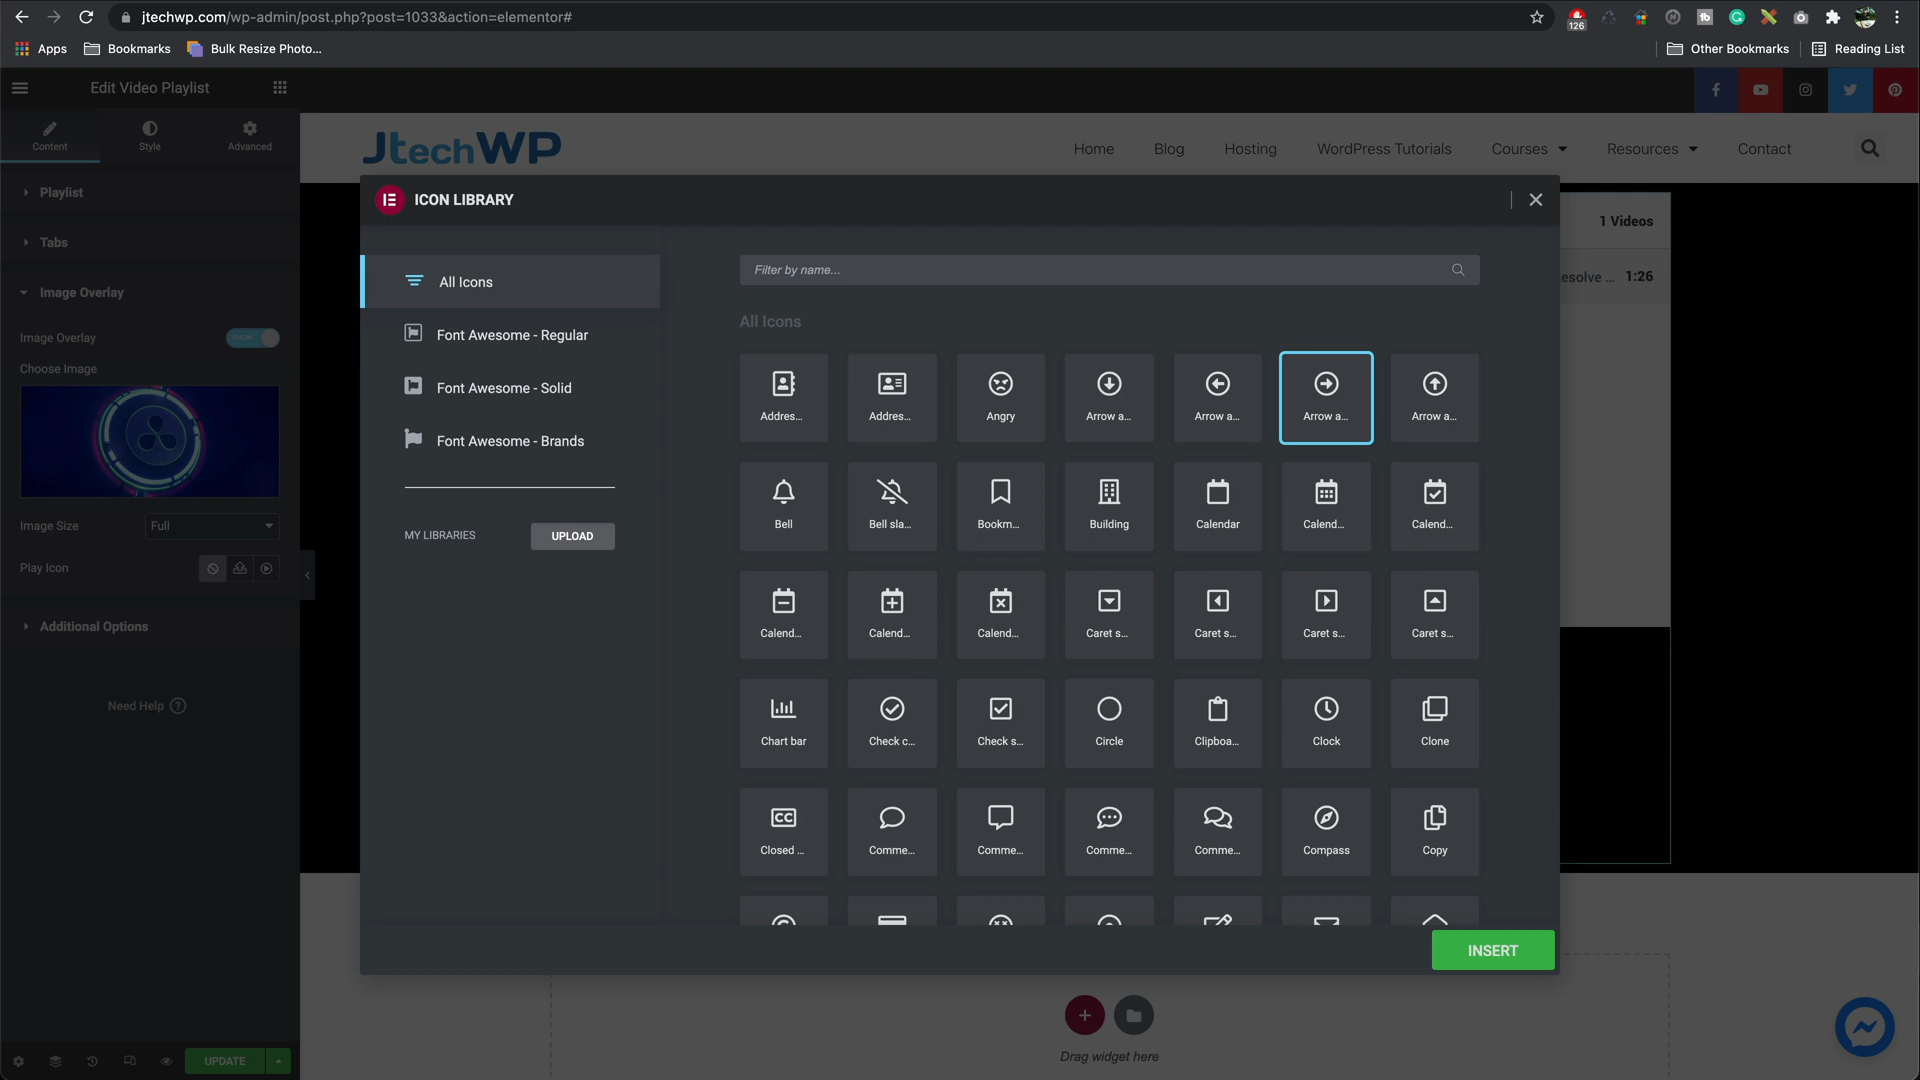 jtechwp.com/wp-admin/post.php?post=1033&action=elementor#
126
Apps
Bookmarks
Bulk Resize Photo...
Other Bookmarks
Reading List
Edit Video Playlist
Content
Style
Advanced
JtechWP
Home
Blog
Hosting
WordPress Tutorials
Courses
Resources
Contact
Playlist
Tabs
Image Overlay
Image Overlay
SHOW
Choose Image
Image Size
Full
Play Icon
Additional Options
Need Help
UPDATE
ICON LIBRARY
All Icons
Font Awesome - Regular
Font Awesome - Solid
Font Awesome - Brands
MY LIBRARIES
UPLOAD
Filter by name...
All Icons
Addres...
Addres...
Angry
Arrow a...
Arrow a...
Arrow a...
Arrow a...
Bell
Bell sla...
Bookm...
Building
Calendar
Calend...
Calend...
Calend...
Calend...
Calend...
Caret s...
Caret s...
Caret s...
Caret s...
Chart bar
Check c...
Check s...
Circle
Clipboa...
Clock
Clone
Closed ...
Comme...
Comme...
Comme...
Comme...
Compass
Copy
INSERT
1 Videos
esolve ... 1:26
Drag widget here